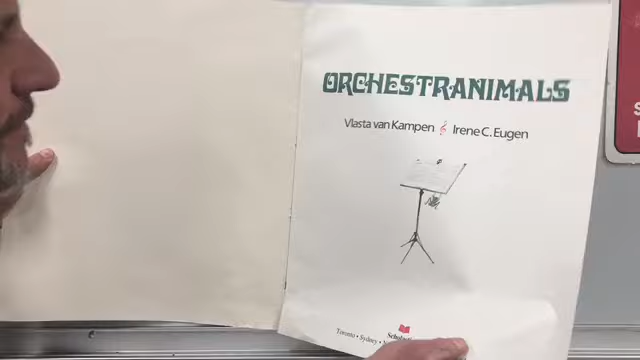 ORCHESTRANIMALS
Vlasta van Kampen Irene C. Eugen
Toronto • Sydney •